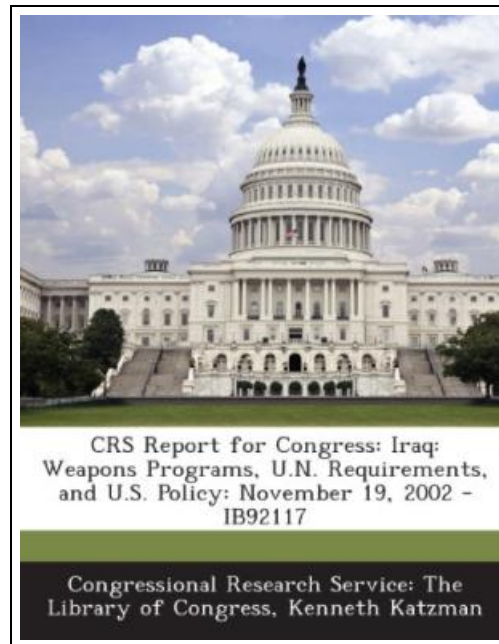 CRS Report for Congress: Iraq:
Weapons Programs, U.N. Requirements,
and U.S. Policy: November 19, 2002 -
IB92117
Congressional Research Service: The
Library of Congress, Kenneth Katzman